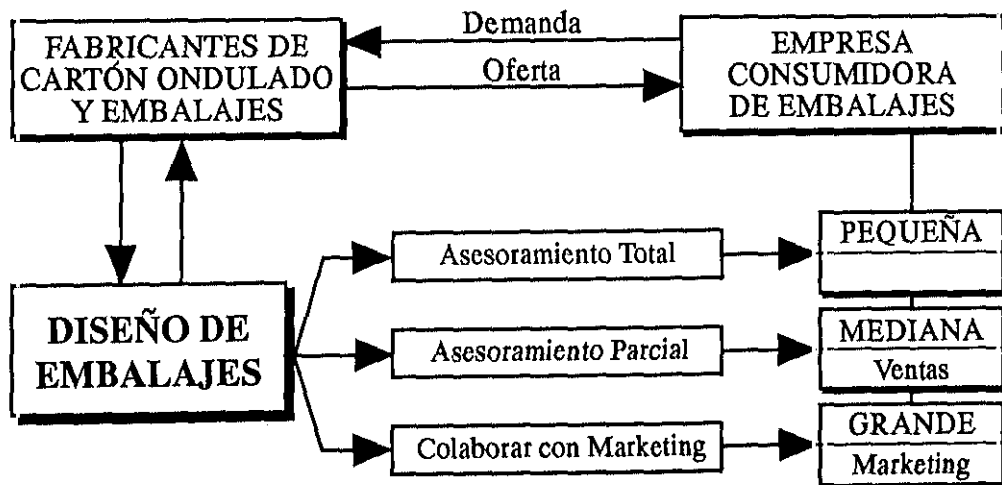 FABRICANTES DE
CARTÓN ONDULADO
Y EMBALAJES
Demanda
Oferta
EMPRESA
CONSUMIDORA
DE EMBALAJES
DISEÑO DE
EMBALAJES
Asesoramiento Total
PEQUEÑA
Asesoramiento Parcial
MEDIANA
Ventas
Colaborar con Marketing
GRANDE
Marketing